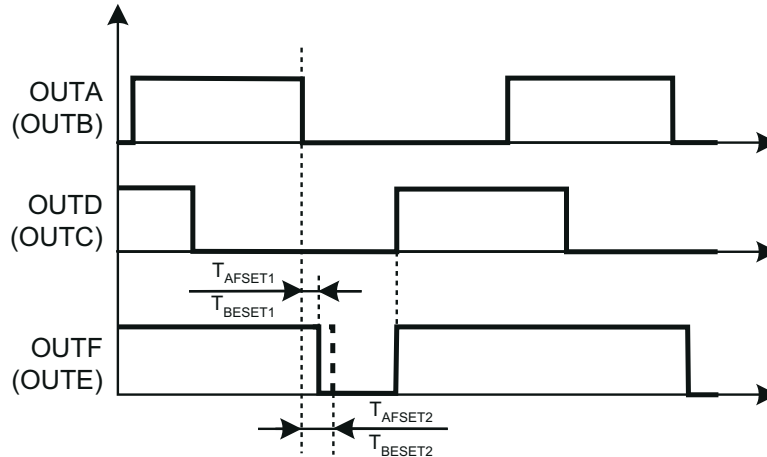 OUTA
(OUTB)
OUTD
(OUTC)
TAFSET1
TBESET1
OUTF
(OUTE)
TAFSET2
TBESET2